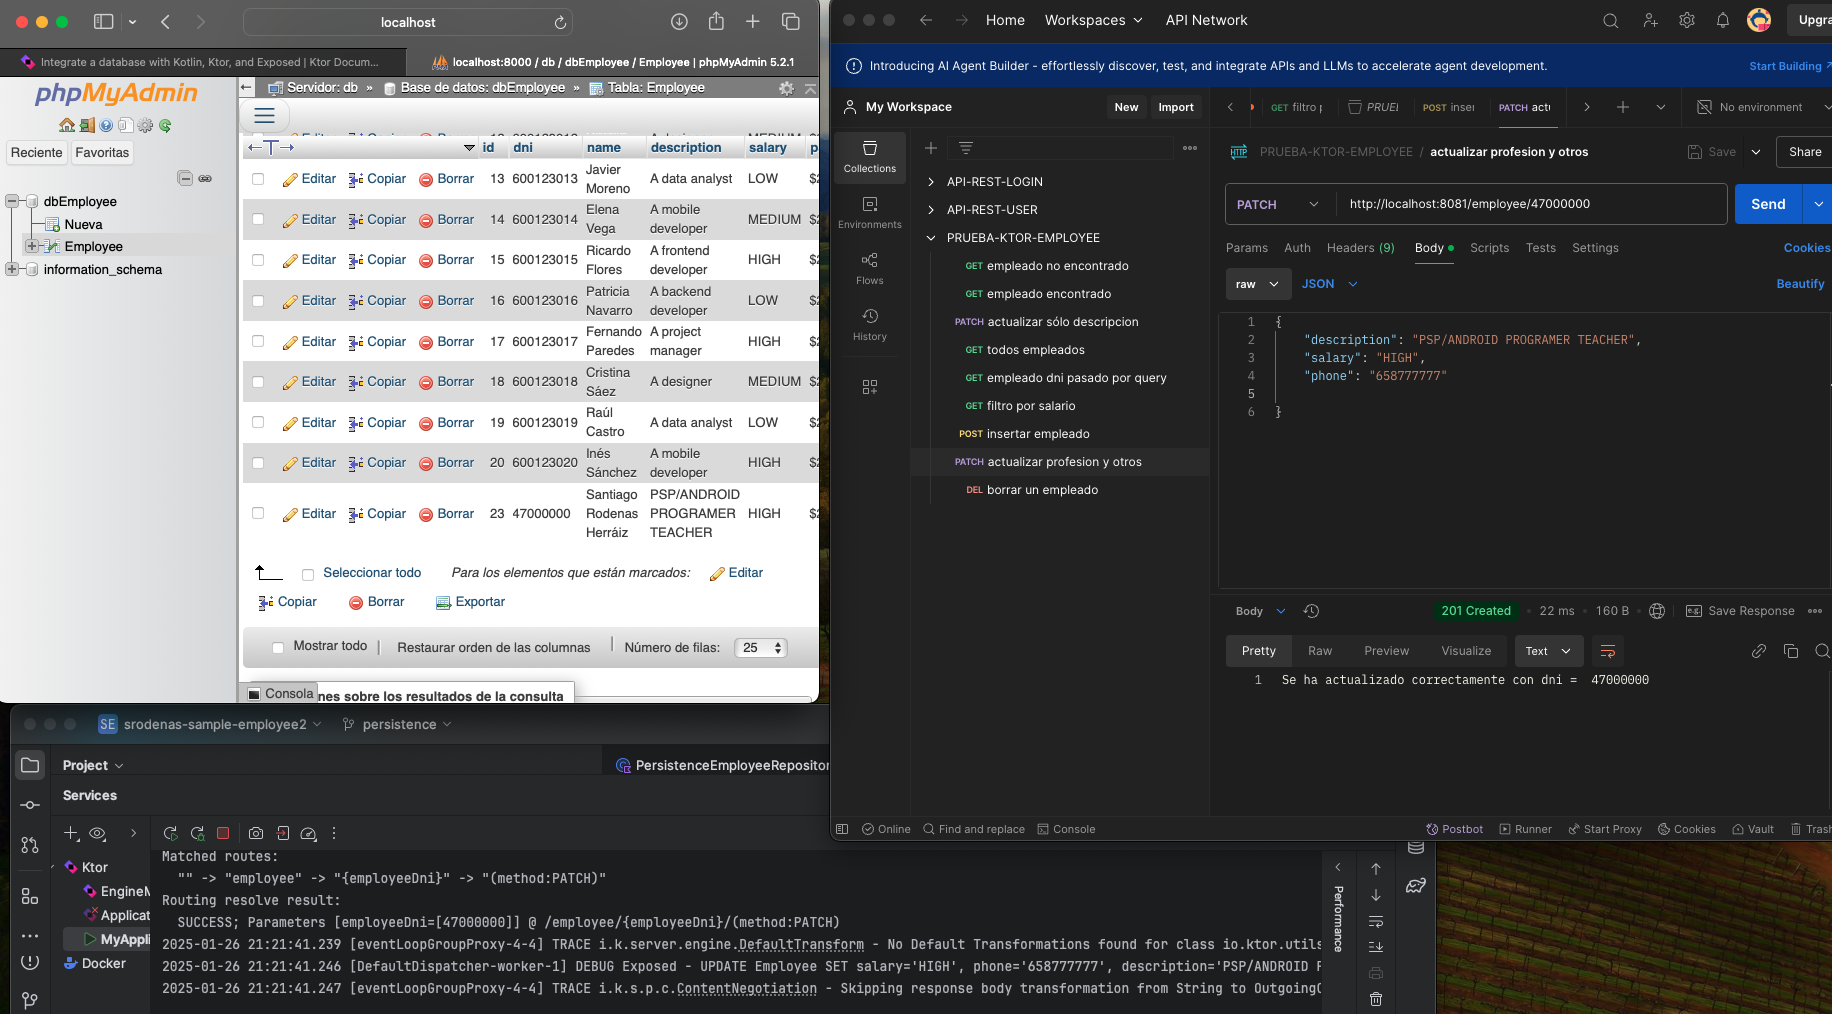 localhost
Integrate a database with Kotlin, Ktor, and Exposed | Ktor Docum...
localhost:8000 / db / dbEmployee / Employee | phpMyAdmin 5.2.1
phpMyAdmin
Reciente
Favoritas
dbEmployee
Nueva
Employee
information_schema
Servidor: db » Base de datos: dbEmployee » Tabla: Employee
id dni name description salary
Editar Copiar Borrar 13 600123013 Javier Moreno A data analyst LOW
Editar Copiar Borrar 14 600123014 Elena Vega A mobile developer MEDIUM
Editar Copiar Borrar 15 600123015 Ricardo Flores A frontend developer HIGH
Editar Copiar Borrar 16 600123016 Patricia Navarro A backend developer LOW
Editar Copiar Borrar 17 600123017 Fernando Paredes A project manager HIGH
Editar Copiar Borrar 18 600123018 Cristina Sáez A designer MEDIUM
Editar Copiar Borrar 19 600123019 Raúl Castro A data analyst LOW
Editar Copiar Borrar 20 600123020 Inés Sánchez A mobile developer HIGH
Editar Copiar Borrar 23 47000000 Santiago Rodenas Herráiz PSP/ANDROID PROGRAMER TEACHER HIGH
Seleccionar todo Para los elementos que están marcados: Editar
Copiar Borrar Exportar
Mostrar todo | Restaurar orden de las columnas | Número de filas: 25
Consola
nes sobre los resultados de la consulta
Home Workspaces API Network
Upgra
Introducing AI Agent Builder - effortlessly discover, test, and integrate APIs and LLMs to accelerate agent development.
Start Building
My Workspace
New Import
GET filtro p
PRUEI
POST inser
PATCH actu
No environment
Collections
Environments
Flows
History
API-REST-LOGIN
API-REST-USER
PRUEBA-KTOR-EMPLOYEE
GET empleado no encontrado
GET empleado encontrado
PATCH actualizar sólo descripcion
GET todos empleados
GET empleado dni pasado por query
GET filtro por salario
POST insertar empleado
PATCH actualizar profesion y otros
DEL borrar un empleado
HTTP PRUEBA-KTOR-EMPLOYEE / actualizar profesion y otros
Save Share
PATCH http://localhost:8081/employee/47000000
Send
Params Auth Headers (9) Body Scripts Tests Settings
Cookies
raw JSON
Beautify
1 {
2 "description": "PSP/ANDROID PROGRAMER TEACHER",
3 "salary": "HIGH",
4 "phone": "658777777"
5
6 }
Body 201 Created 22 ms 160 B Save Response
Pretty Raw Preview Visualize Text
1 Se ha actualizado correctamente con dni = 47000000
Online Find and replace Console
Postbot Runner Start Proxy Cookies Vault Trash
SE srodenas-sample-employee2 persistence
Project
PersistenceEmployeeRepositor
Services
Ktor
EngineM
Applicat
MyAppli
Docker
Matched routes:
"" -> "employee" -> "{employeeDni}" -> "(method:PATCH)"
Routing resolve result:
SUCCESS; Parameters [employeeDni=[47000000]] @ /employee/{employeeDni}/(method:PATCH)
2025-01-26 21:21:41.239 [eventLoopGroupProxy-4-4] TRACE i.k.server.engine.DefaultTransform - No Default Transformations found for class io.ktor.utils
2025-01-26 21:21:41.246 [DefaultDispatcher-worker-1] DEBUG Exposed - UPDATE Employee SET salary='HIGH', phone='658777777', description='PSP/ANDROID P
2025-01-26 21:21:41.247 [eventLoopGroupProxy-4-4] TRACE i.k.s.p.c.ContentNegotiation - Skipping response body transformation from String to OutgoingC
Performance